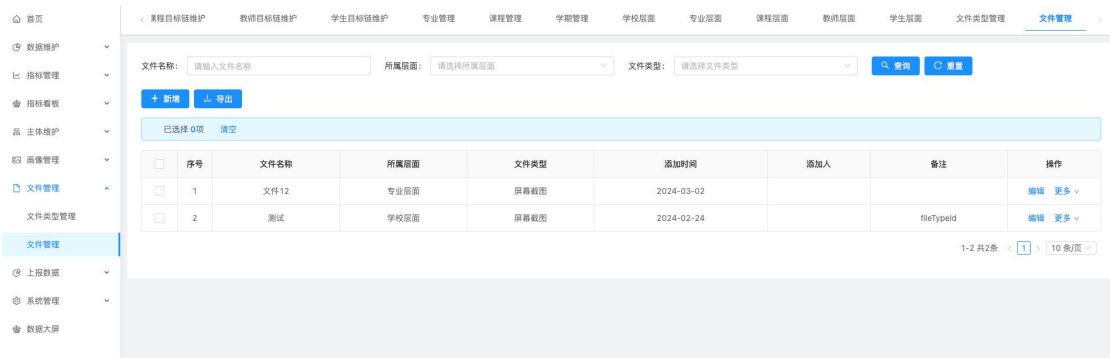 首页
课程目标链维护 教师目标链维护 学生目标链维护 专业管理 课程管理 学期管理 学校层面 专业层面 课程层面 教师层面 学生层面 文件类型管理 文件管理
数据维护
指标管理
指标看板
主体维护
画像管理
文件管理
文件类型管理
文件管理
上报数据
系统管理
数据大屏
文件名称: 请输入文件名称 所属层面: 请选择所属层面 文件类型: 请选择文件类型 查询 重置
+ 新增 导出
已选择 0项 清空
序号 文件名称 所属层面 文件类型 添加时间 添加人 备注 操作
1 文件12 专业层面 屏幕截图 2024-03-02 编辑 更多
2 测试 学校层面 屏幕截图 2024-02-24 fileTypeId 编辑 更多
1-2 共2条 < 1 > 10 条/页